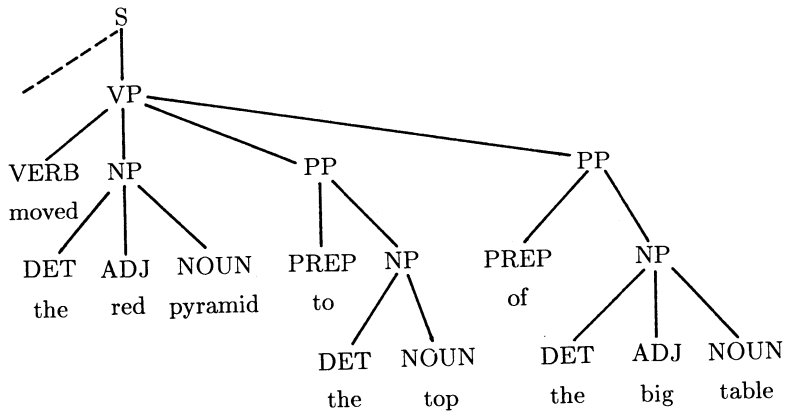 S
VP
VERB NP PP PP
moved
DET ADJ NOUN PREP NP PREP NP
the red pyramid to of
DET NOUN DET ADJ NOUN
the top the big table